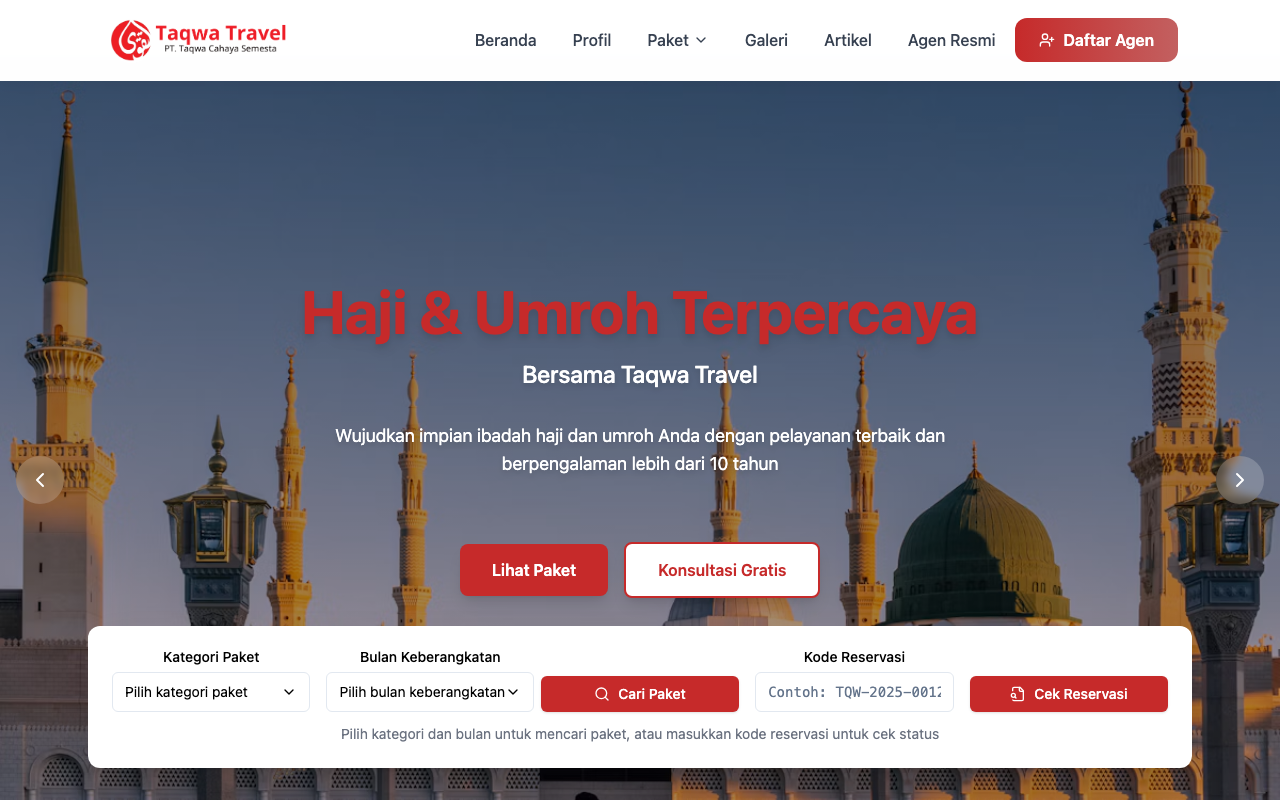 Taqwa Travel
PT. Taqwa Cahaya Semesta
Beranda
Profil
Paket
Galeri
Artikel
Agen Resmi
Daftar Agen
Haji & Umroh Terpercaya
Bersama Taqwa Travel
Wujudkan impian ibadah haji dan umroh Anda dengan pelayanan terbaik dan
berpengalaman lebih dari 10 tahun
Lihat Paket
Konsultasi Gratis
Kategori Paket
Pilih kategori paket
Bulan Keberangkatan
Pilih bulan keberangkatan
Cari Paket
Kode Reservasi
Contoh: TQW-2025-0012
Cek Reservasi
Pilih kategori dan bulan untuk mencari paket, atau masukkan kode reservasi untuk cek status